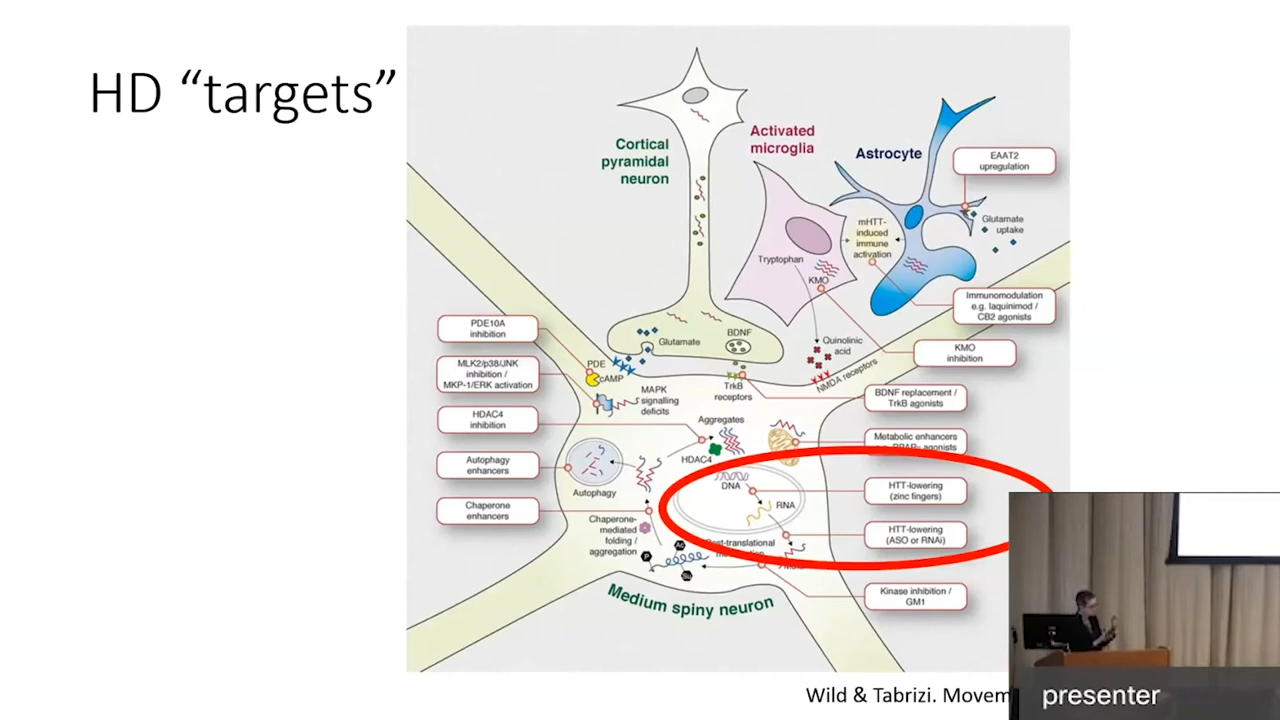 HD “targets”
Cortical
pyramidal
neuron
Activated
microglia
Astrocyte
EAAT2
upregulation
Glutamate
uptake
mHTT-
induced
immune
activation
Tryptophan
KMO
Immunomodulation
e.g. laquinimod /
CB2 agonists
Quinolinic
acid
KMO
inhibition
NMDA receptors
Glutamate
BDNF
PDE10A
inhibition
PDE
cAMP
MLK2/p38/JNK
inhibition /
MKP-1/ERK activation
MAPK
signalling
deficits
TrkB
receptors
BDNF replacement /
TrkB agonists
HDAC4
inhibition
Aggregates
HDAC4
Metabolic enhancers
agonists
Autophagy
enhancers
Autophagy
DNA
RNA
HTT-lowering
(zinc fingers)
Chaperone
enhancers
Chaperone-
mediated
folding /
aggregation
HTT-lowering
(ASO or RNAi)
Post-translational
P
Ac
Kinase inhibition /
GM1
Medium spiny neuron
Wild & Tabrizi. Movem
presenter